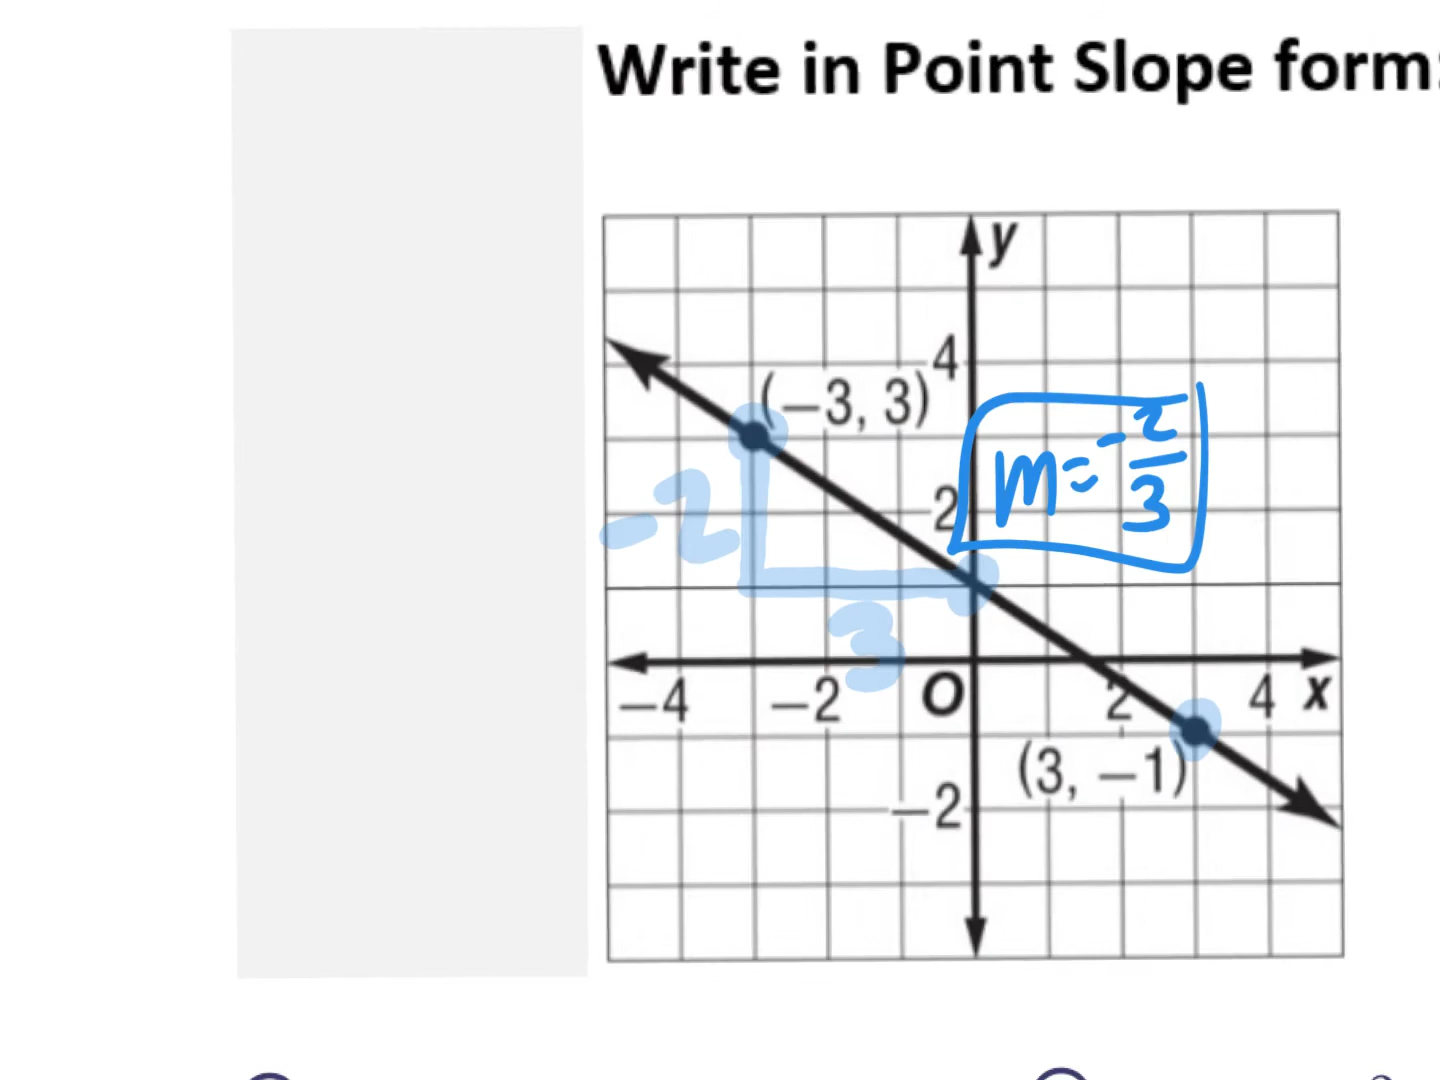 Write in Point Slope form:
y
4
(−3, 3)
m = -2/3
-2
2
3
−4 −2 O 2 4 x
(3, −1)
−2